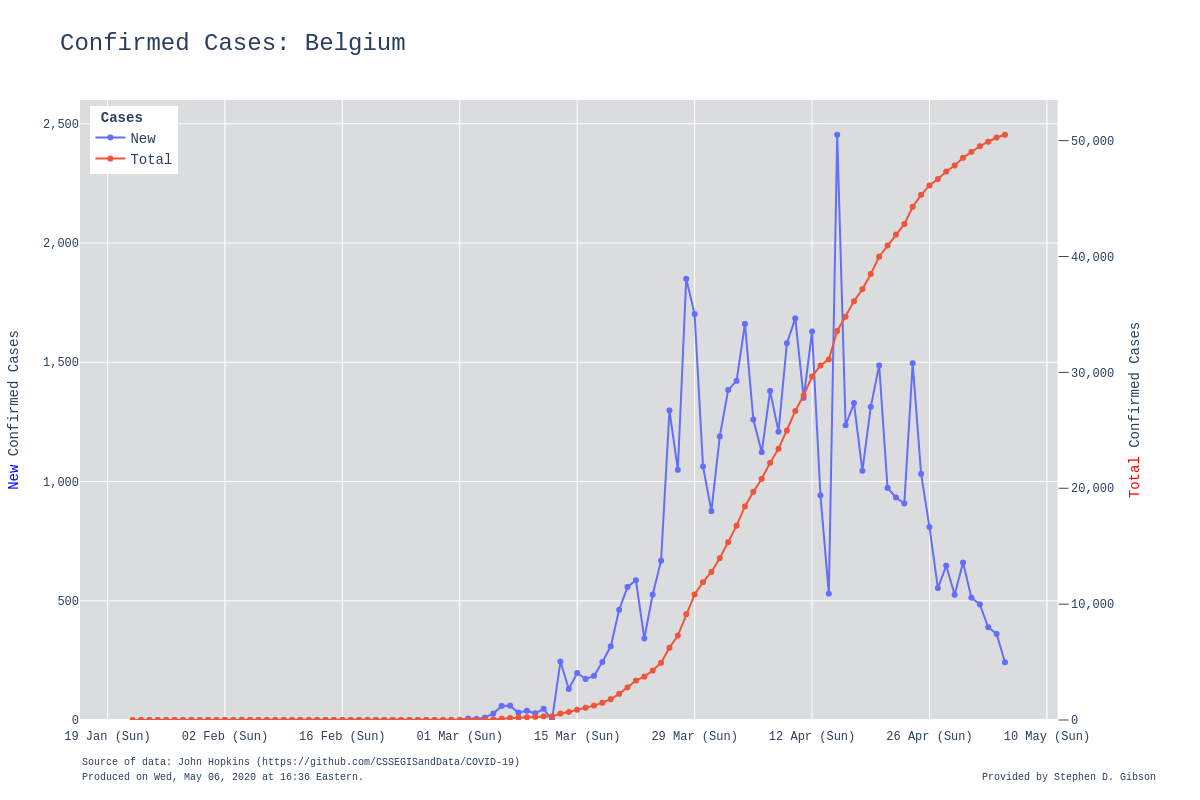 Confirmed Cases: Belgium
Cases
New
Total
2,500
2,000
1,500
1,000
500
0
50,000
40,000
30,000
20,000
10,000
0
New Confirmed Cases
Total Confirmed Cases
19 Jan (Sun) 02 Feb (Sun) 16 Feb (Sun) 01 Mar (Sun) 15 Mar (Sun) 29 Mar (Sun) 12 Apr (Sun) 26 Apr (Sun) 10 May (Sun)
Source of data: John Hopkins (https://github.com/CSSEGISandData/COVID-19)
Produced on Wed, May 06, 2020 at 16:36 Eastern.
Provided by Stephen D. Gibson